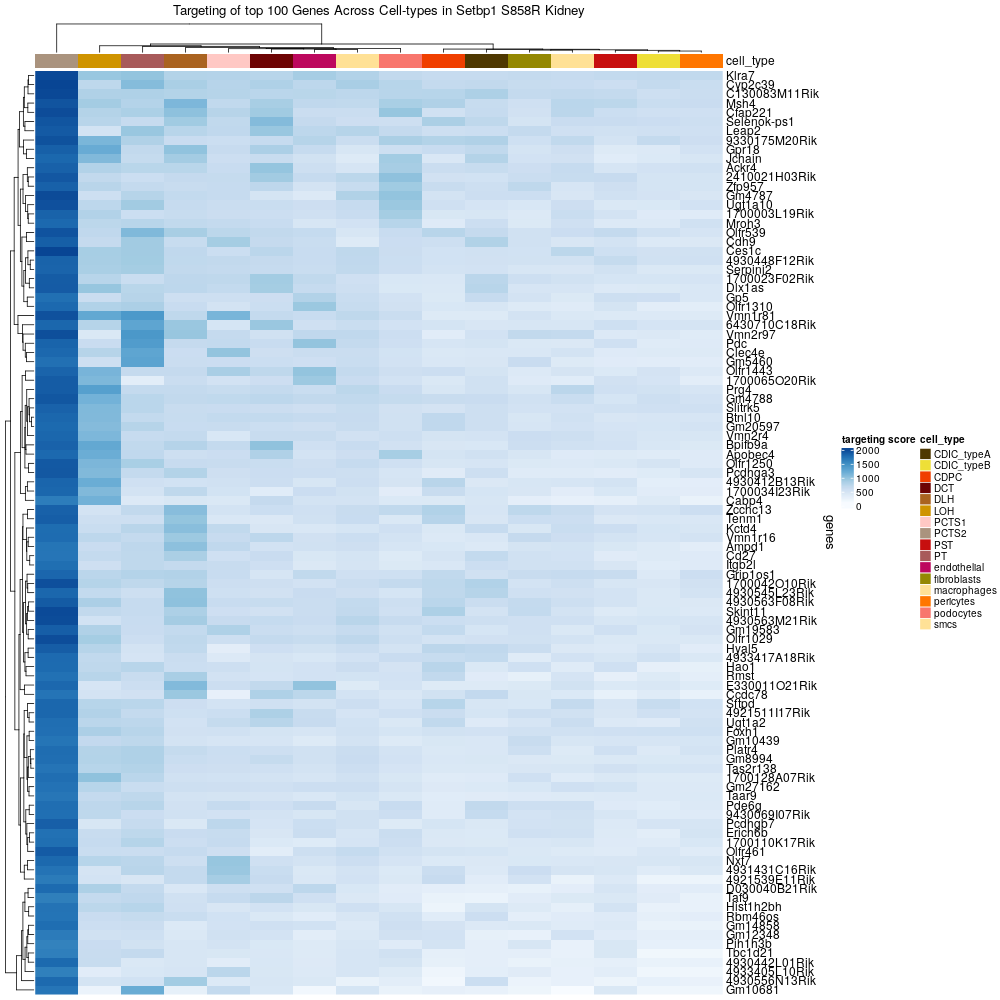 Targeting of top 100 Genes Across Cell-types in Setbp1 S858R Kidney
cell_type
Klra7
Cyp2c39
C130083M11Rik
Msh4
Cfap221
Selenok-ps1
Leap2
9330175M20Rik
Gpr18
Jchain
Ackr4
2410021H03Rik
Zfp957
Gm4787
Ugt1a10
1700003L19Rik
Mroh3
Olfr539
Cdh9
Ces1c
4930448F12Rik
Serpini2
1700023F02Rik
Dlx1as
Gp5
Olfr1310
Vmn1r81
6430710C18Rik
Vmn2r97
Pdc
Clec4e
Gm5460
Olfr1443
1700065O20Rik
Prg4
Gm4788
Slitrk5
Btnl10
Gm20597
Vmn2r4
Bpifb9a
Apobec4
Olfr1250
Pcdhga3
4930412B13Rik
1700034I23Rik
Cabp4
Zcchc13
Tenm1
Kctd4
Vmn1r16
Ampd1
Cd27
Itgb2l
Grip1os1
1700042O10Rik
4930545L23Rik
4930563F08Rik
Skint11
4930563M21Rik
Gm19583
Olfr1029
Hyal5
4933417A18Rik
Hao1
Rmst
E330011O21Rik
Ccdc78
Sftpd
4921511I17Rik
Ugt1a2
Foxh1
Gm10439
Platr4
Gm8994
Tas2r138
1700128A07Rik
Gm27162
Taar9
Pde6g
9430069I07Rik
Pcdhgb7
Erich6b
1700110K17Rik
Olfr461
Nxf7
4931431C16Rik
4921539E11Rik
D030040B21Rik
Taf9
Hist1h2bh
Rbm46os
Gm14858
Gm12348
Pih1h3b
Tbc1d21
4930442L01Rik
4933405L10Rik
4930556N13Rik
Gm10681
genes
targeting score
2000
1500
1000
500
0
cell_type
CDIC_typeA
CDIC_typeB
CDPC
DCT
DLH
LOH
PCTS1
PCTS2
PST
PT
endothelial
fibroblasts
macrophages
pericytes
podocytes
smcs